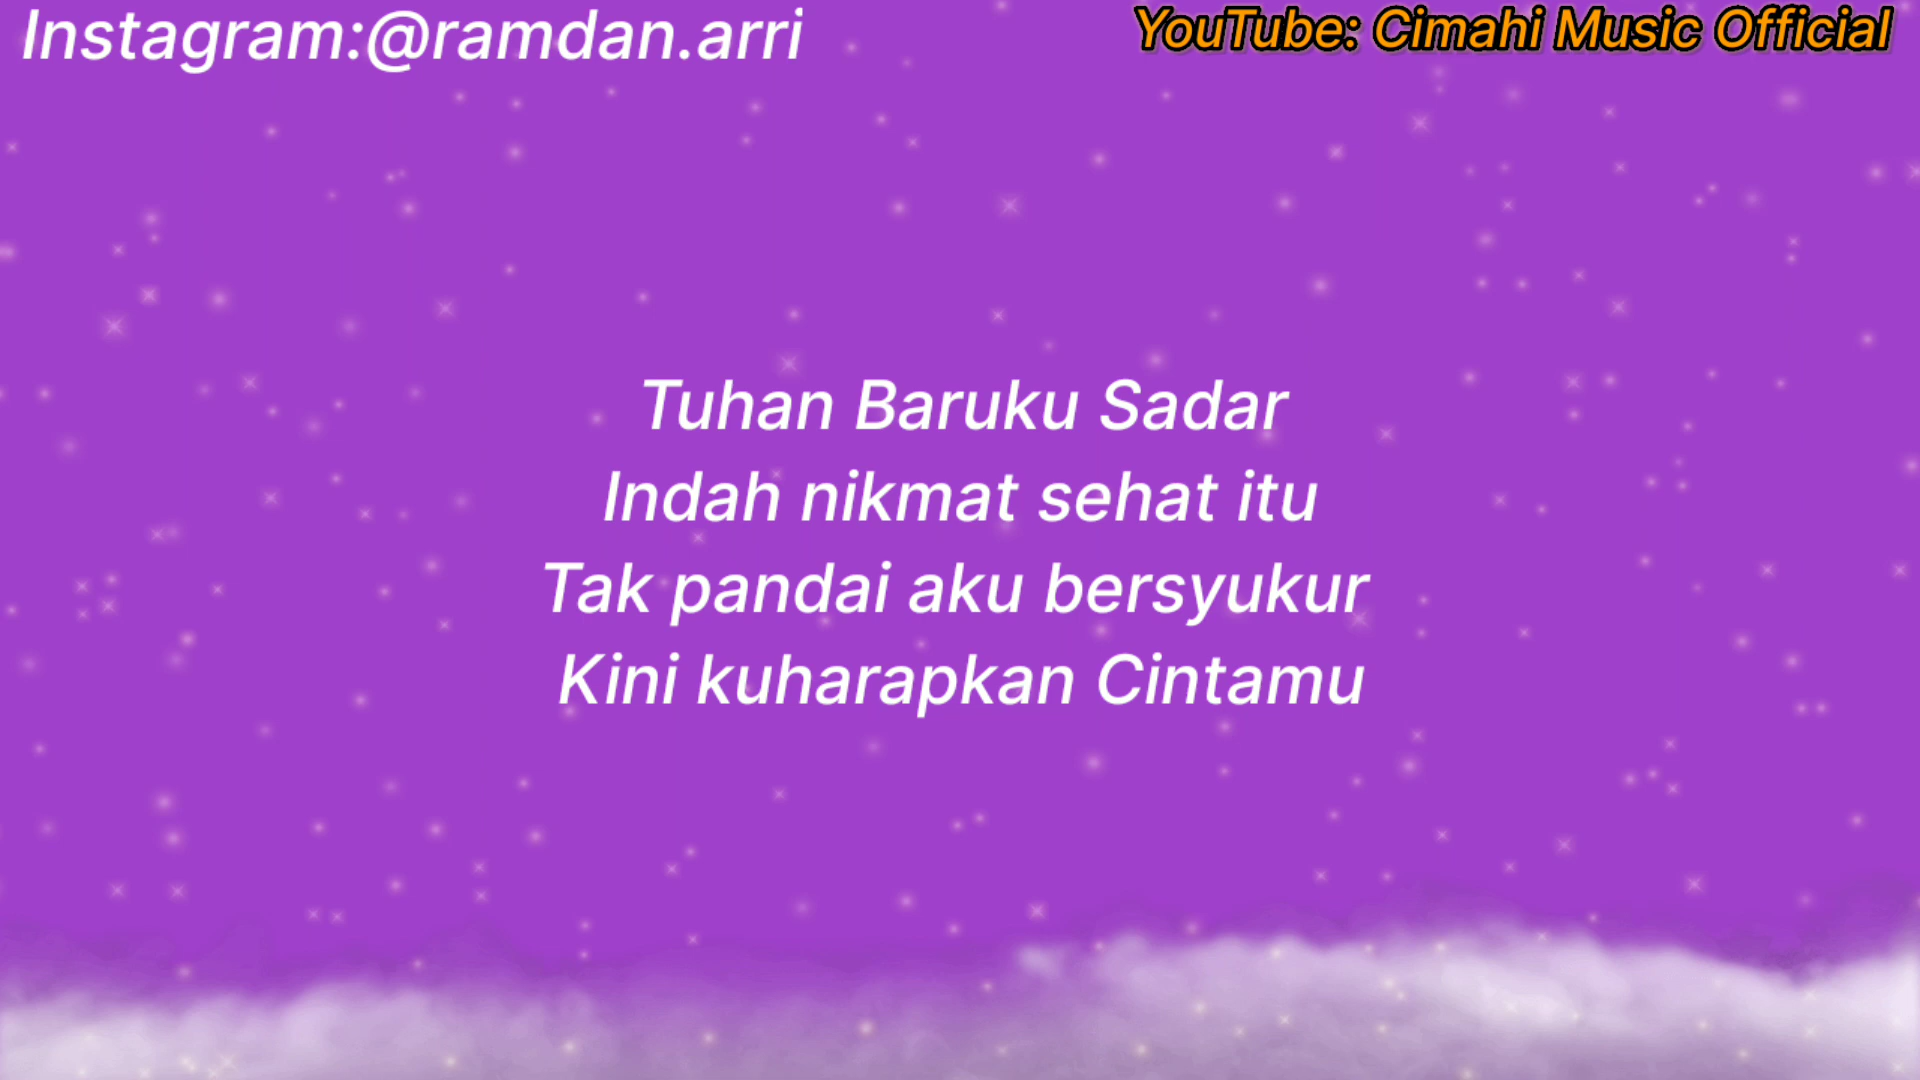 Instagram:@ramdan.arri
YouTube: Cimahi Music Official
Tuhan Baruku Sadar
Indah nikmat sehat itu
Tak pandai aku bersyukur
Kini kuharapkan Cintamu